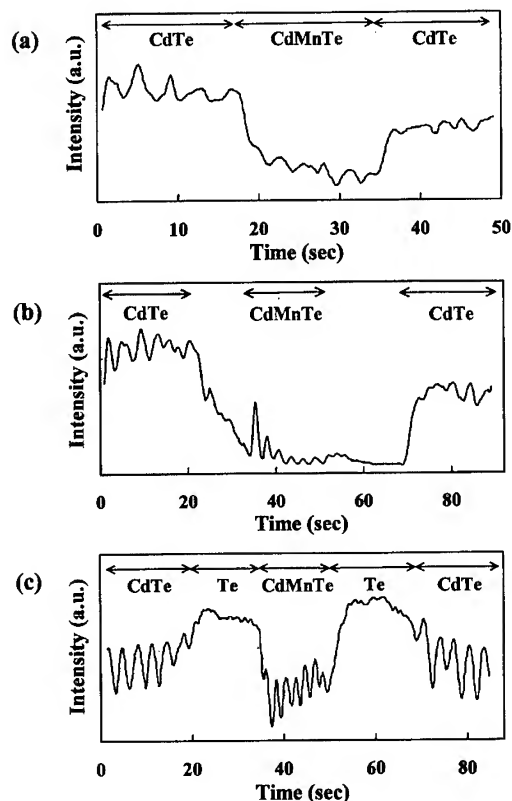 CdTe CdMnTe CdTe
(a)
Intensity (a.u.)
0 10 20 30 40 50
Time (sec)
CdTe CdMnTe CdTe
(b)
Intensity (a.u.)
0 20 40 60 80
Time (sec)
(c)
CdTe Te CdMnTe Te CdTe
Intensity (a.u.)
0 20 40 60 80
Time (sec)